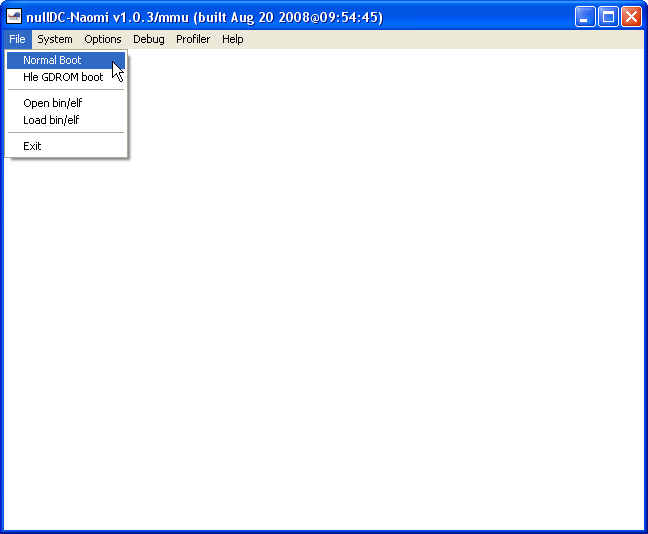 nullDC-Naomi v1.0.3/mmu (built Aug 20 2008@09:54:45)
File System Options Debug Profiler Help
Normal Boot
Hle GDROM boot
Open bin/elf
Load bin/elf
Exit